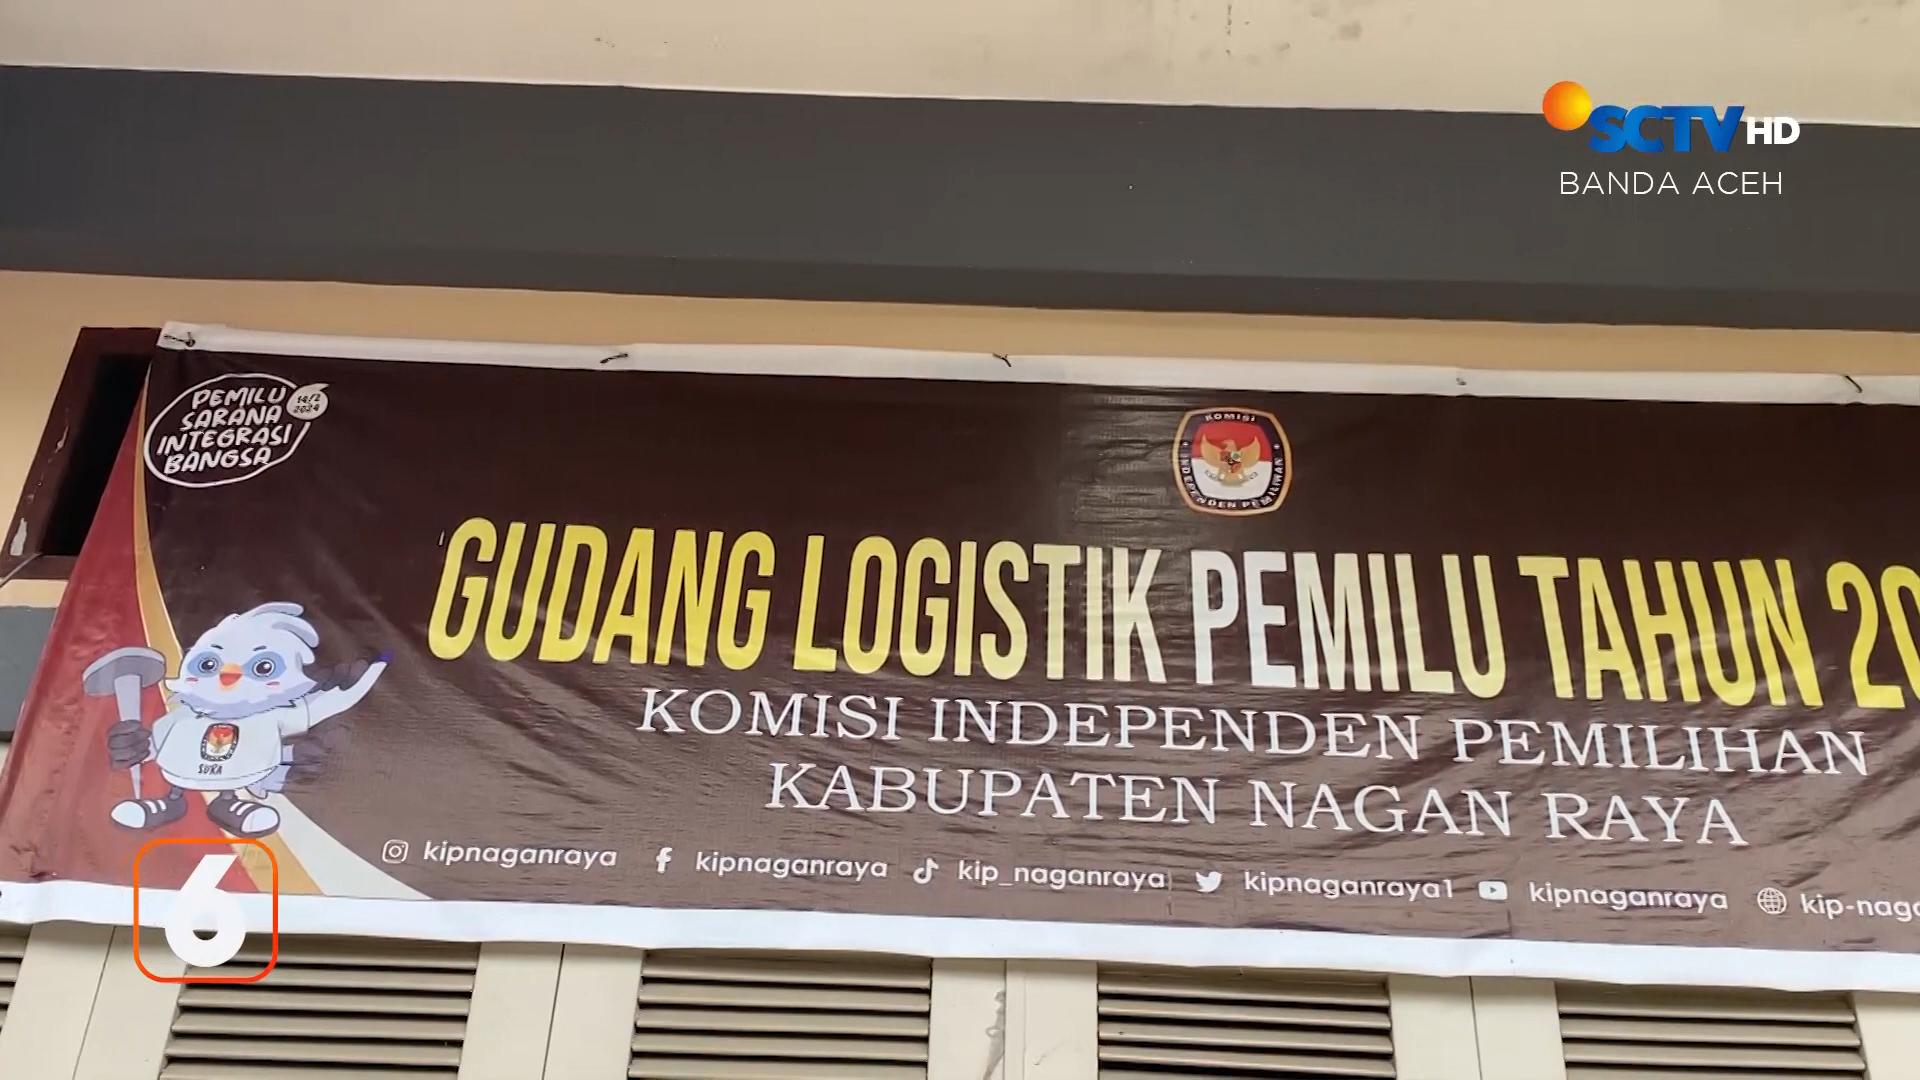 SCTV HD
BANDA ACEH
PEMILU
SARANA
INTEGRASI
BANGSA
14/2
2024
KOMISI
INDEPENDEN PEMILIHAN
GUDANG LOGISTIK PEMILU TAHUN 20
KOMISI INDEPENDEN PEMILIHAN
KABUPATEN NAGAN RAYA
SURA
kipnaganraya kipnaganraya kip_naganraya kipnaganraya1 kipnaganraya kip-naga
6